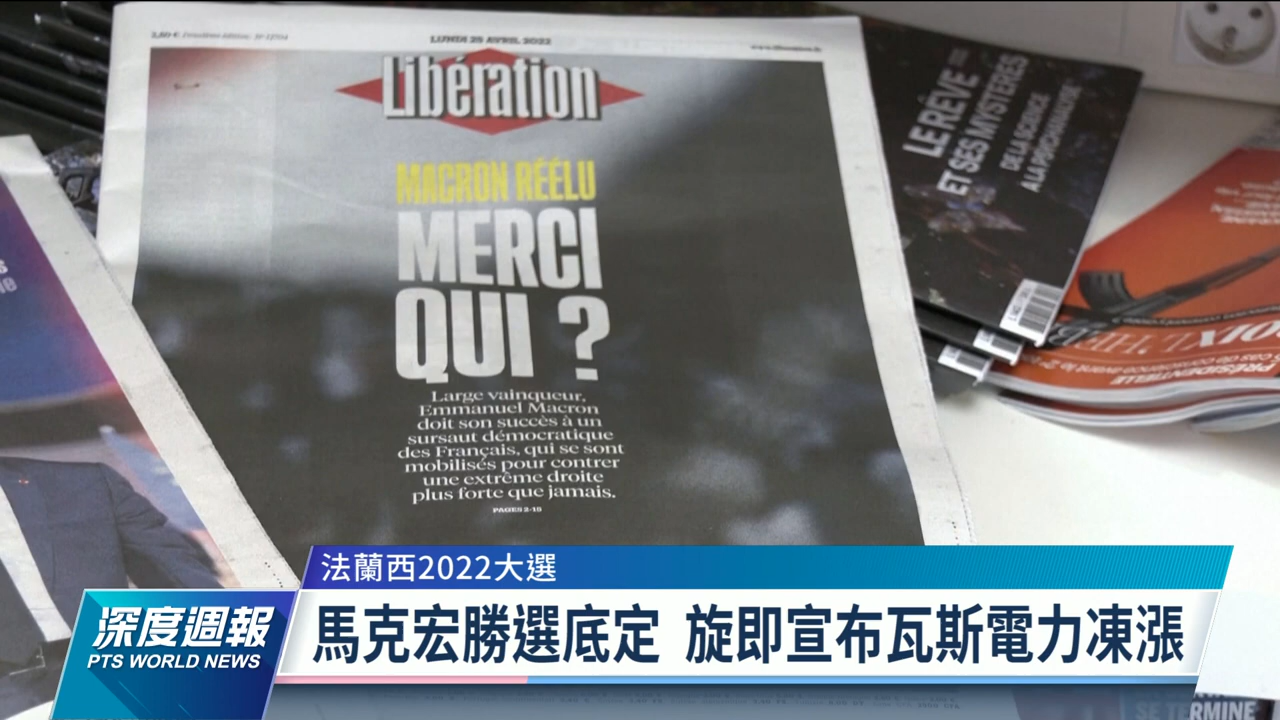 LUNDI 25 AVRIL 2022
Libération
MACRON RÉÉLU
MERCI
QUI ?
Large vainqueur,
Emmanuel Macron
doit son succès à un
sursaut démocratique
des Français, qui se sont
mobilisés pour contrer
une extrême droite
plus forte que jamais.
PAGES 2-15
LE RÊVE
ET SES MYSTÈRES
DE LA SCIENCE
A LA PSYCHANALYSE
PRÉSIDENTIELLE
法蘭西2022大選
馬克宏勝選底定 旋即宣布瓦斯電力凍漲
深度週報
PTS WORLD NEWS
SE TERMINE